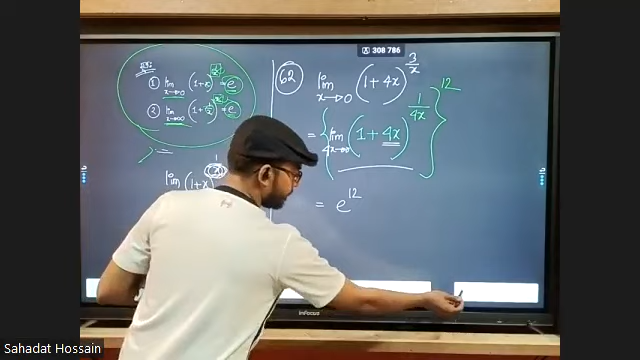 308 786
① lim x→0 (1+x)^(1/x) = e
② lim x→∞ (1+1/x)^x = e
62 lim x→0 (1+4x)^(3/x)
= { lim 4x→0 (1+4x)^(1/4x) }^12
lim (1+x)
= e^12
InFocus
Sahadat Hossain